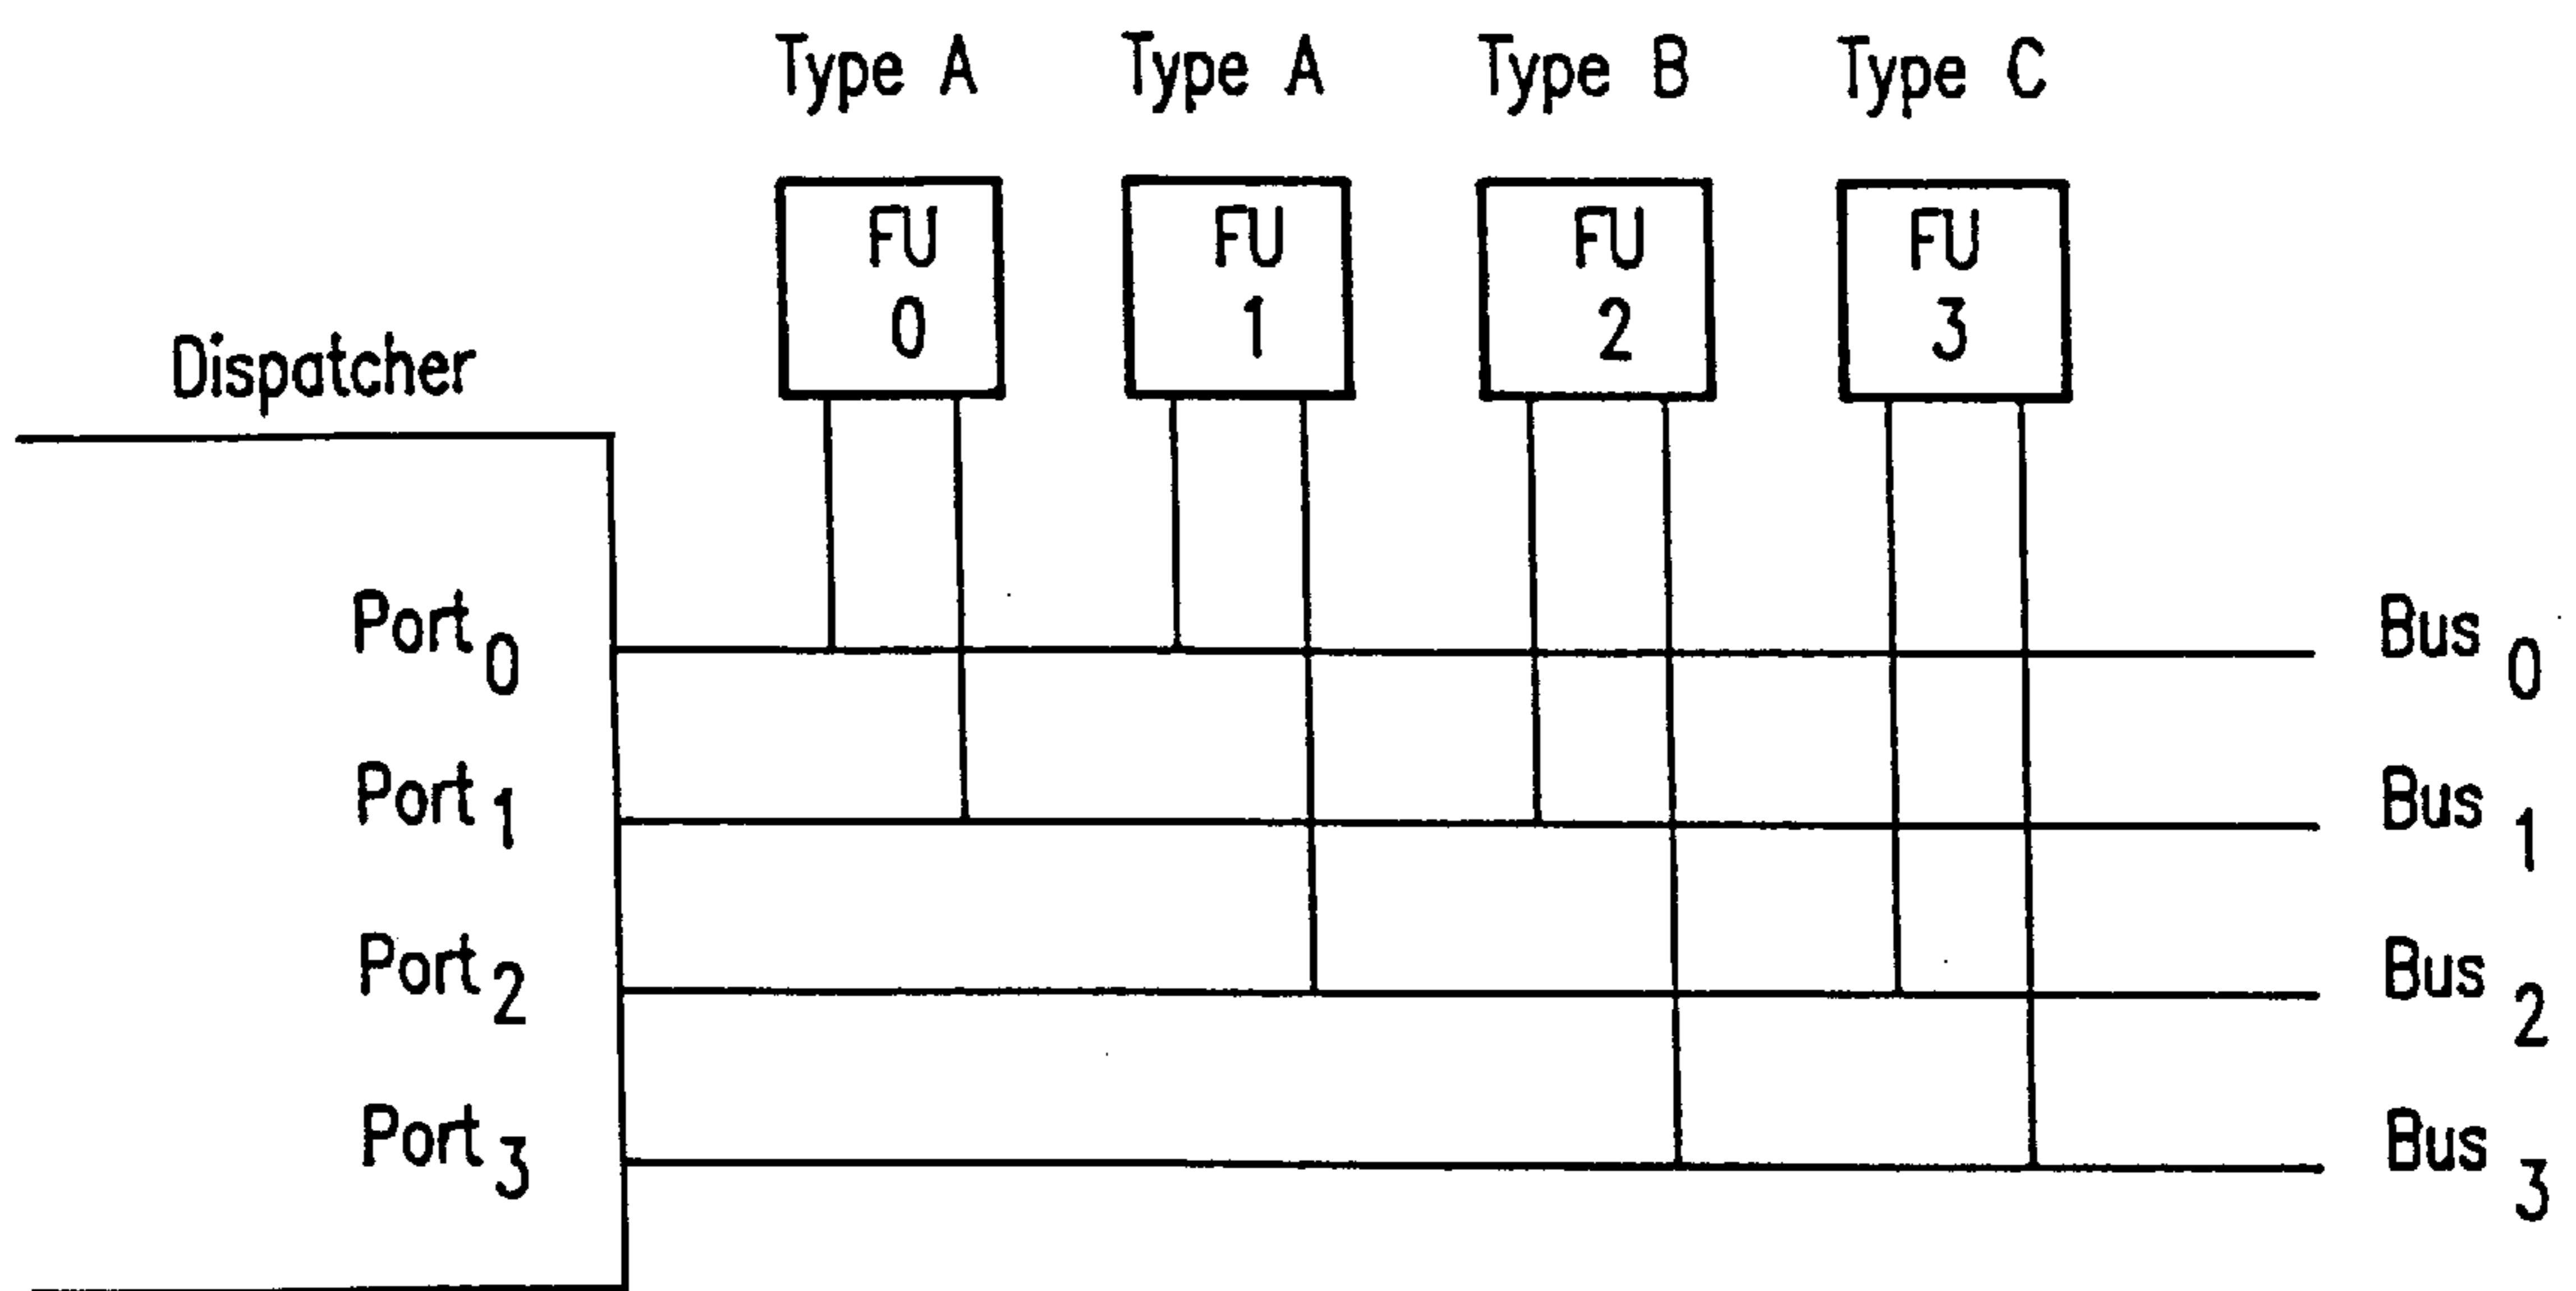 Type A Type A Type B Type C
FU FU FU FU
0 1 2 3
Dispatcher
Port 0 Bus 0
Port 1 Bus 1
Port 2 Bus 2
Port 3 Bus 3